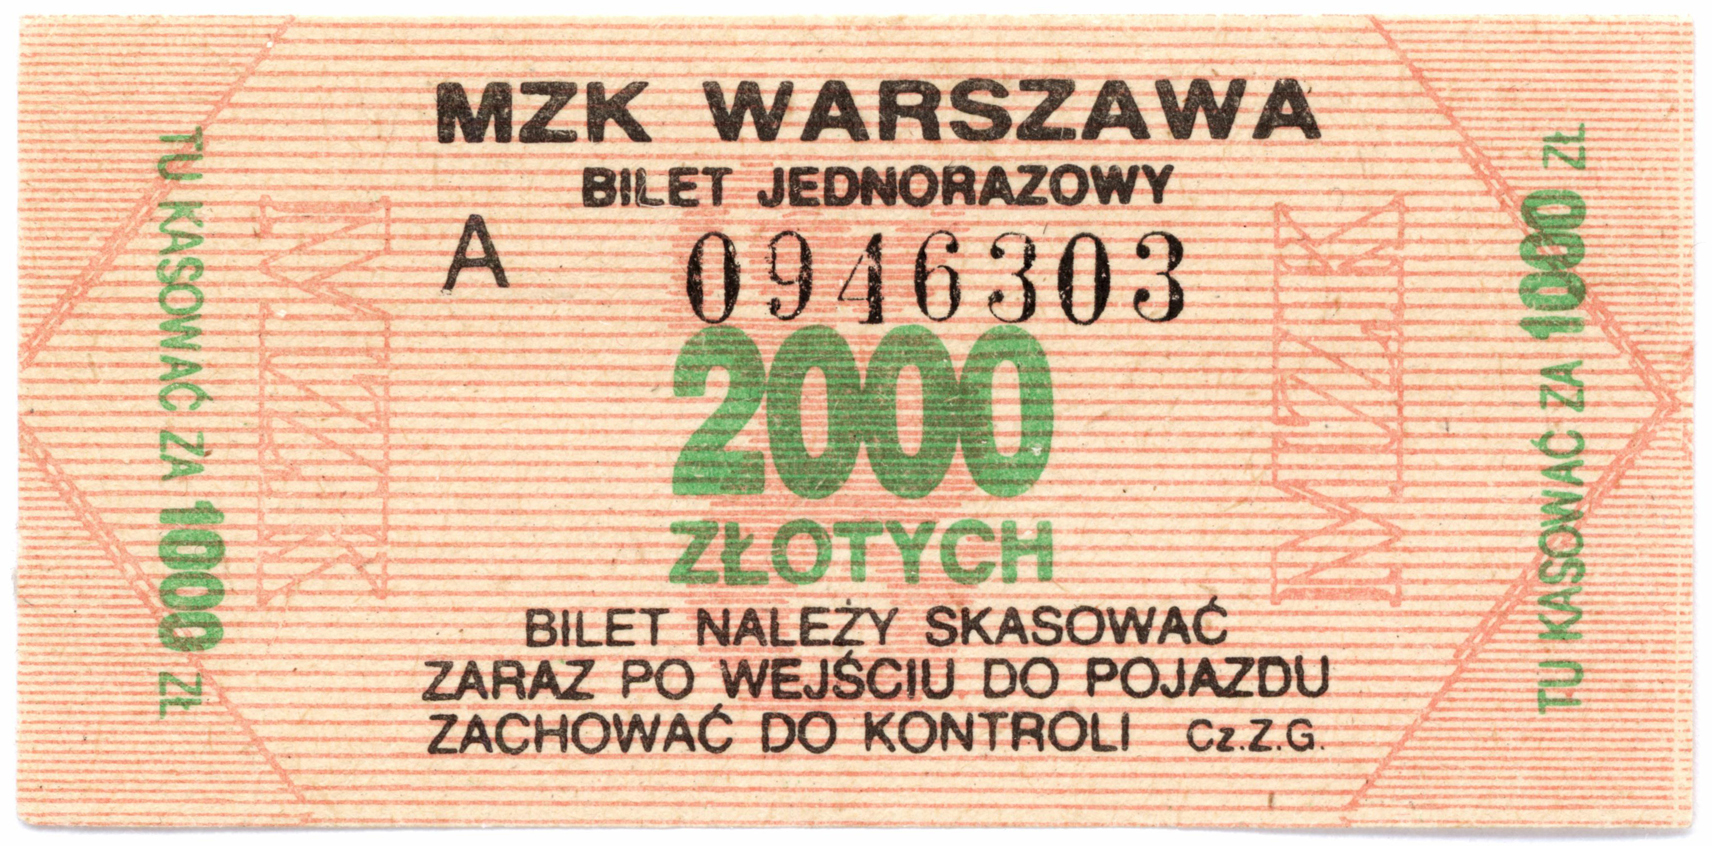 MZK WARSZAWA
BILET JEDNORAZOWY
A 0946303
2000
ZŁOTYCH
BILET NALEŻY SKASOWAĆ
ZARAZ PO WEJŚCIU DO POJAZDU
ZACHOWAĆ DO KONTROLI Cz.Z.G.
TU KASOWAĆ ZA 1000 ZŁ
MZK
MZK
TU KASOWAĆ ZA 1000 ZŁ